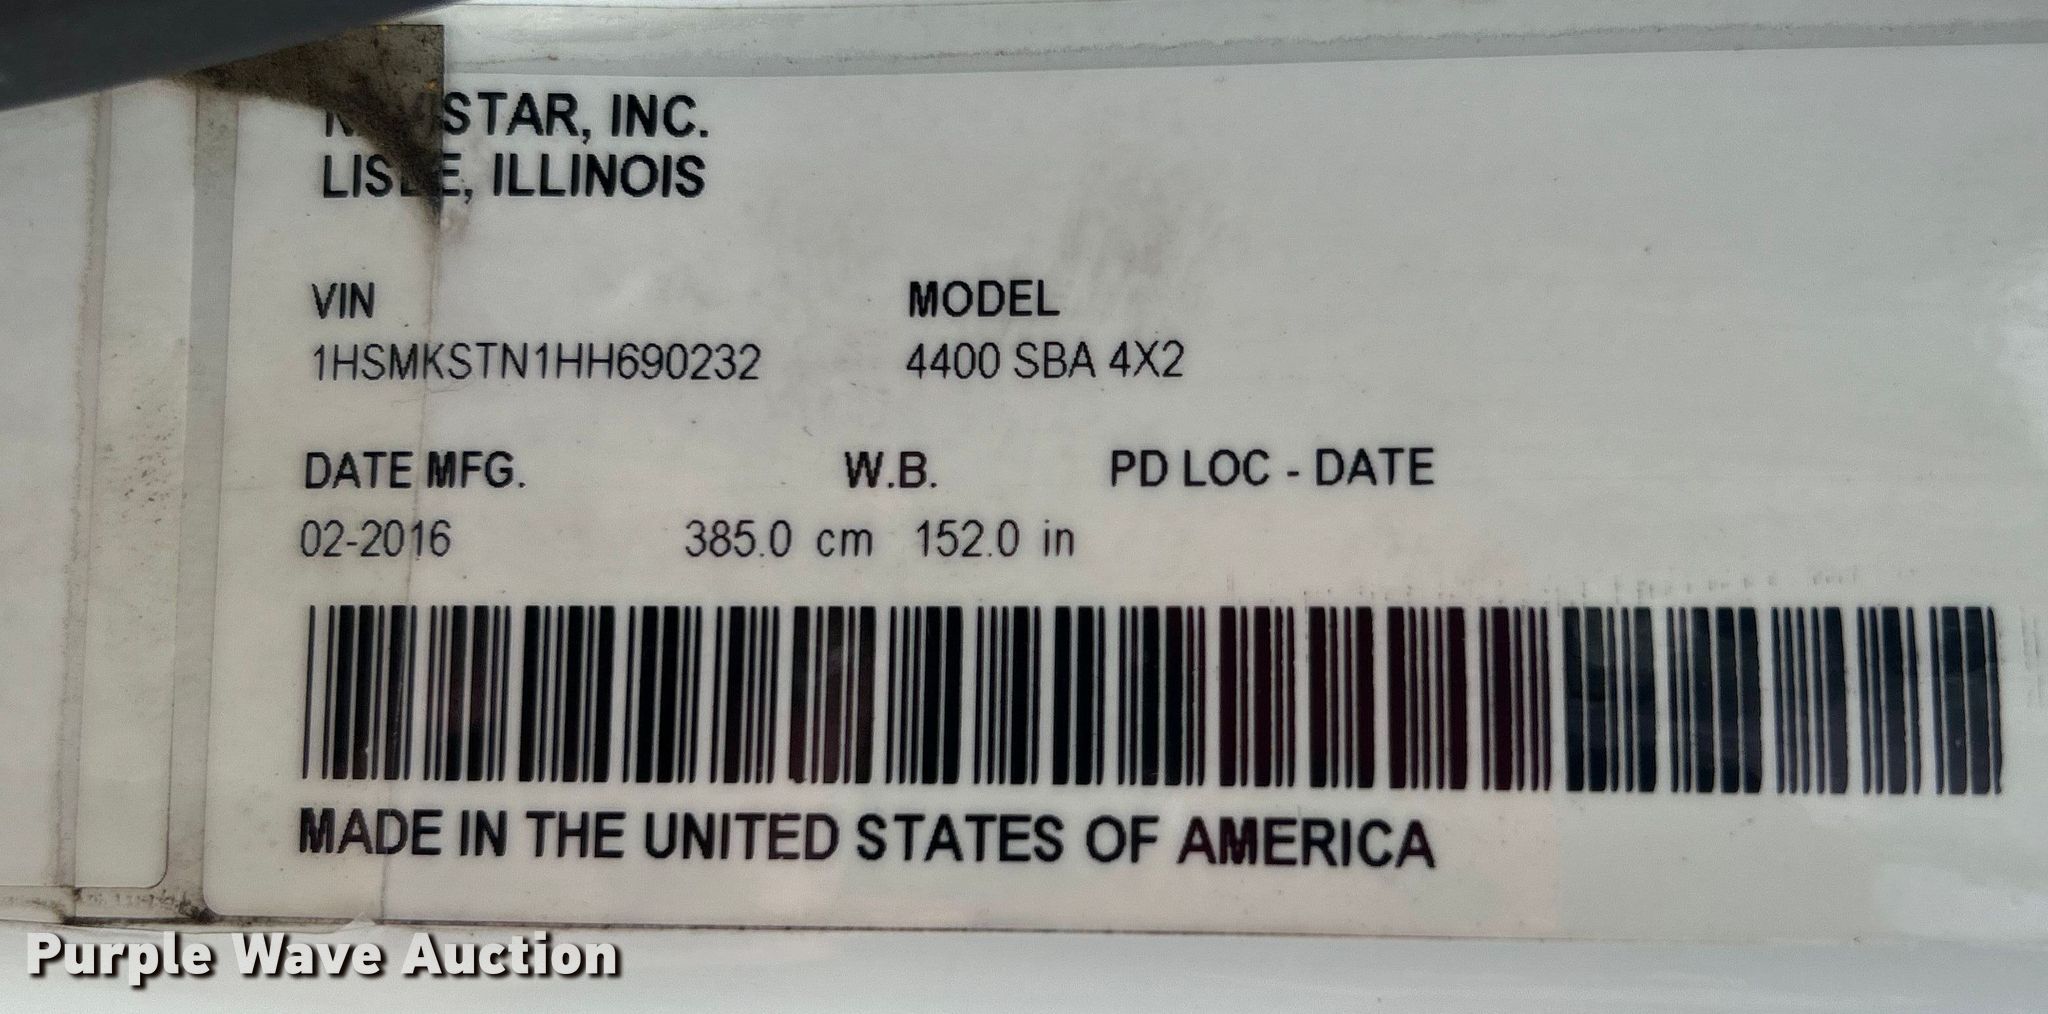 STAR, INC.
LISLE, ILLINOIS
VIN
MODEL
1HSMKSTN1HH690232
4400 SBA 4X2
DATE MFG.
W.B.
PD LOC - DATE
02-2016
385.0 cm
152.0 in
MADE IN THE UNITED STATES OF AMERICA
Purple Wave Auction